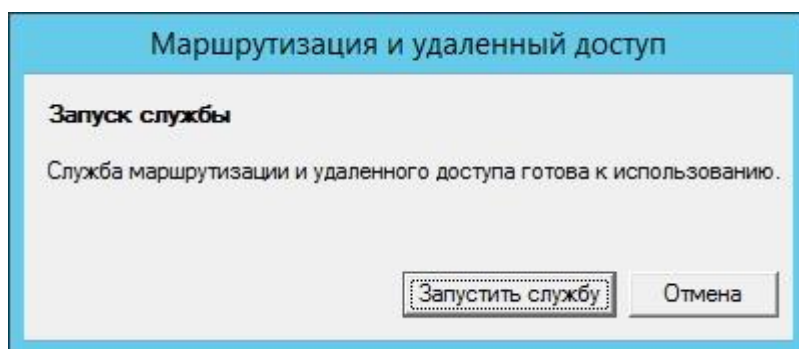 Маршрутизация и удаленный доступ
Запуск службы
Служба маршрутизации и удаленного доступа готова к использованию.
Запустить службу
Отмена